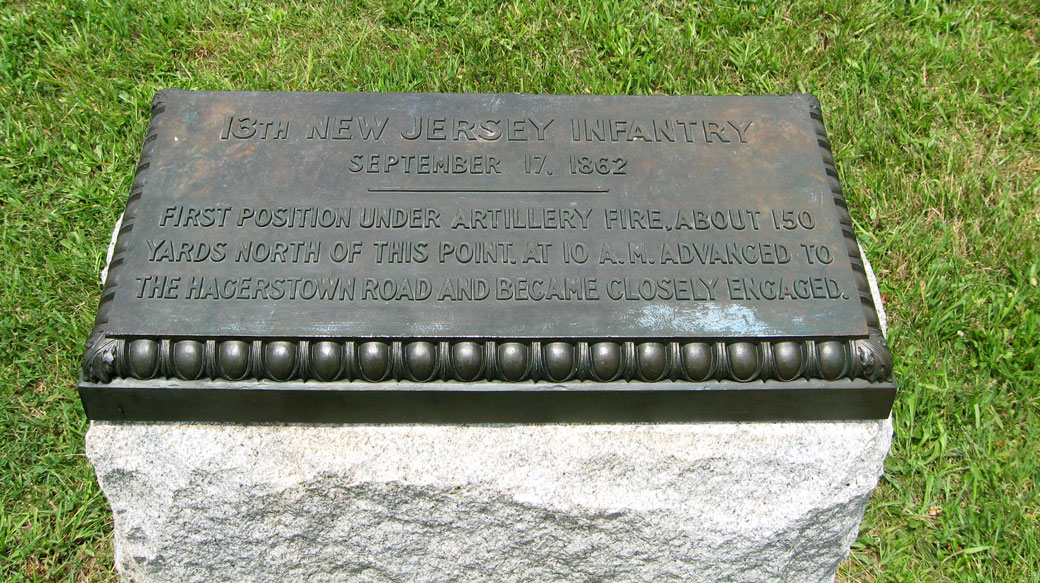 13TH NEW JERSEY INFANTRY
SEPTEMBER 17, 1862
FIRST POSITION UNDER ARTILLERY FIRE, ABOUT 150
YARDS NORTH OF THIS POINT. AT 10 A.M. ADVANCED TO
THE HAGERSTOWN ROAD AND BECAME CLOSELY ENGAGED.